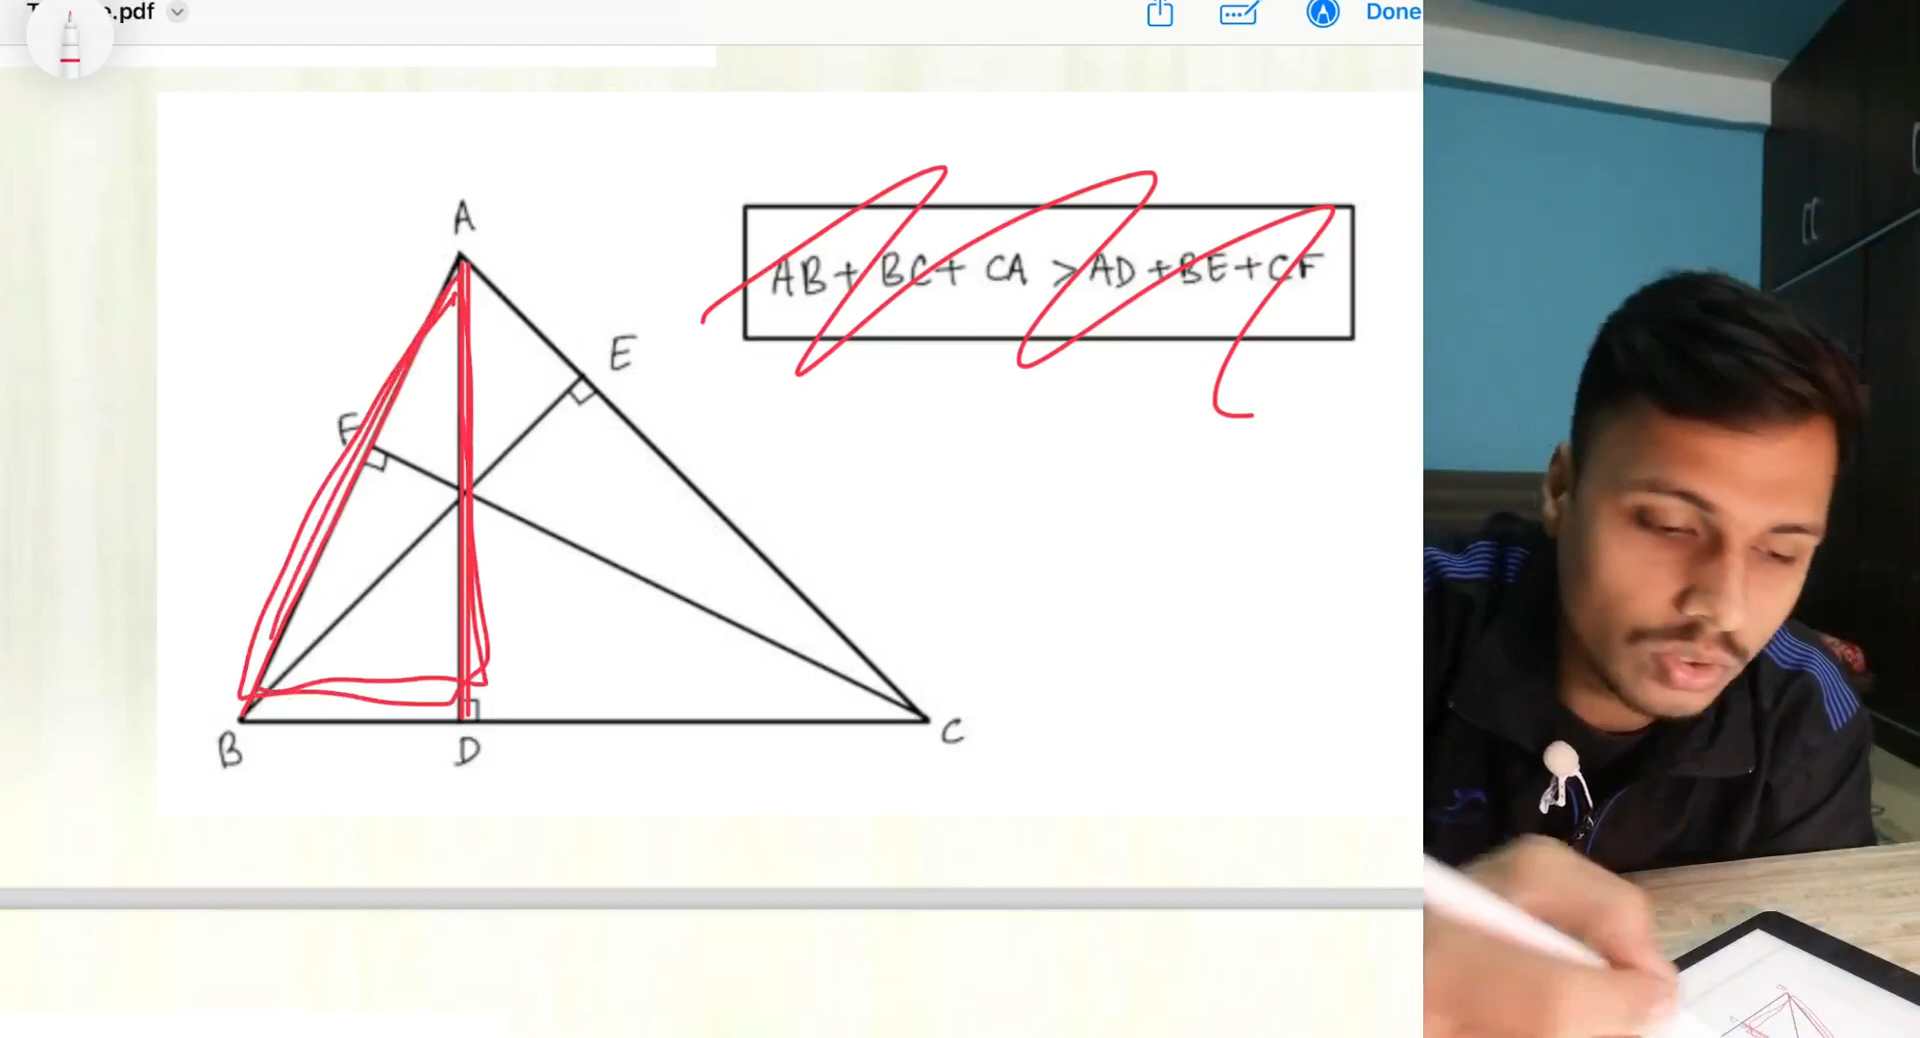 .pdf
Done
A
AB + BC + CA > AD + BE + CF
E
F
B
D
C